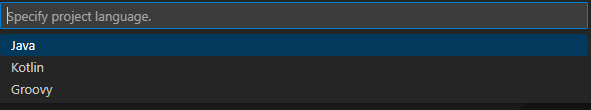 Specify project language.
Java
Kotlin
Groovy